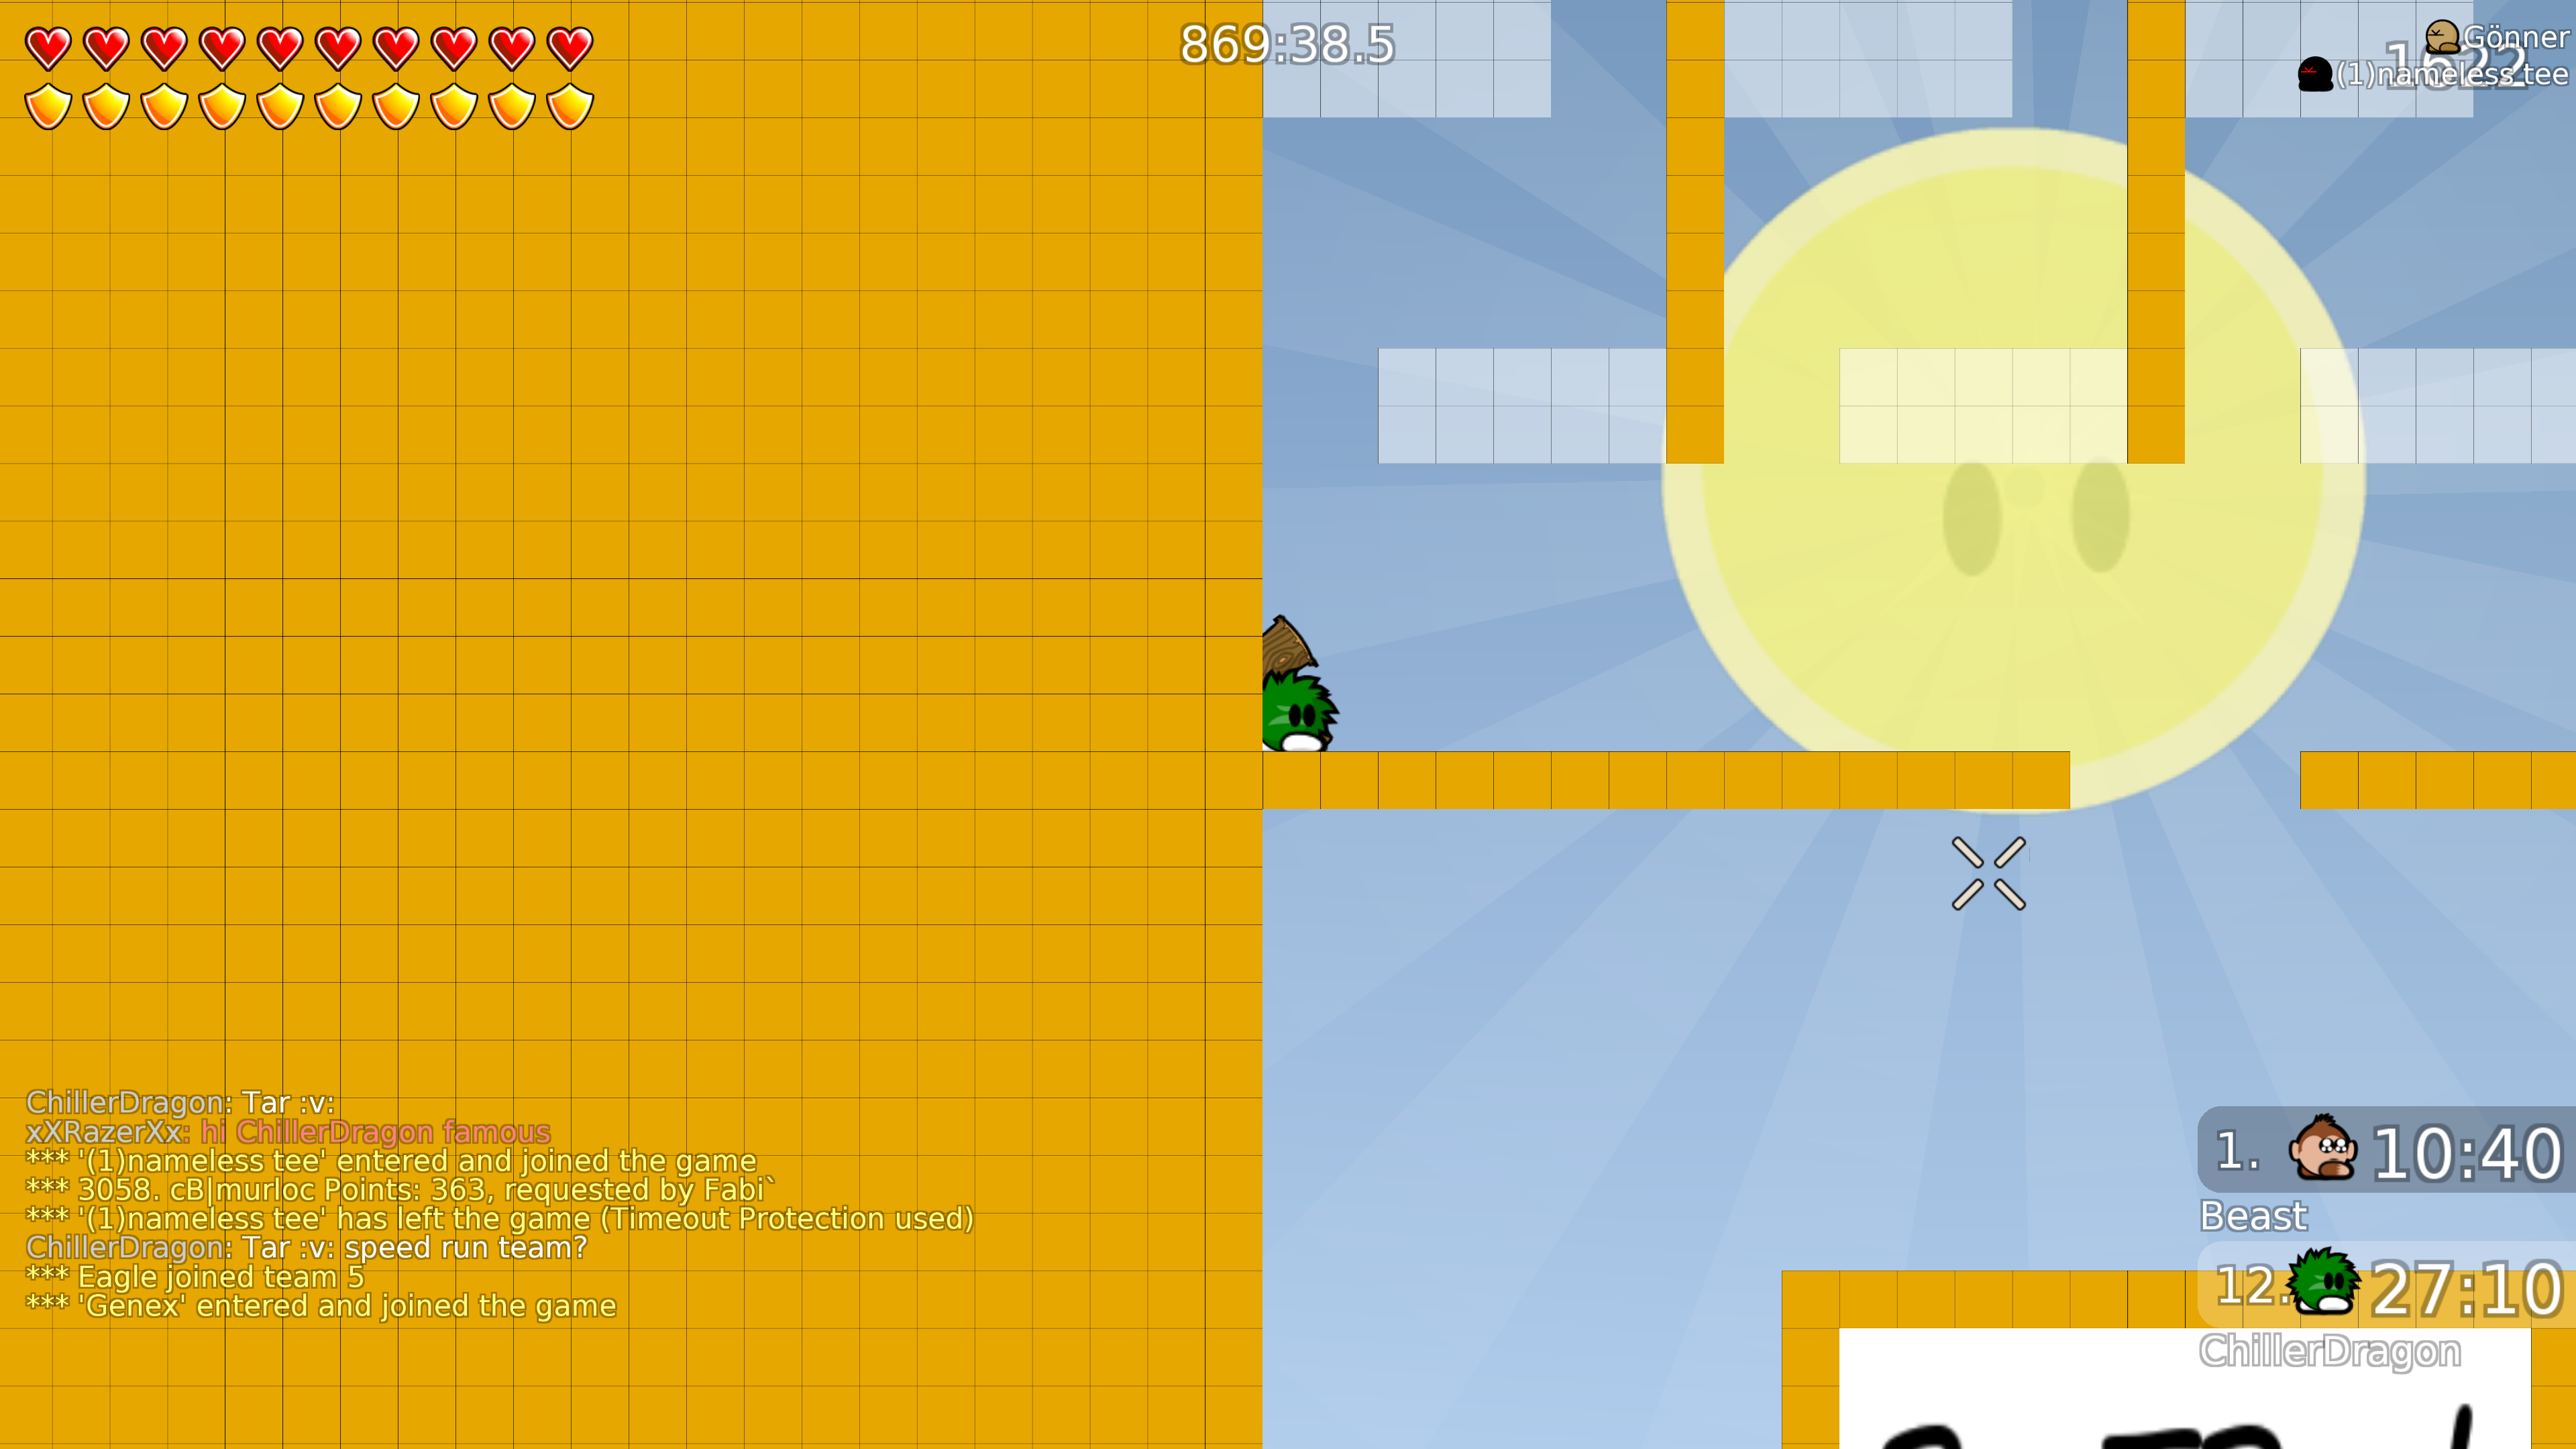 869:38.5
Gönner
(1)nameless tee
ChillerDragon: Tar :v:
xXRazerXx: hi ChillerDragon famous
*** '(1)nameless tee' entered and joined the game
*** 3058. cB|murloc Points: 363, requested by Fabi`
*** '(1)nameless tee' has left the game (Timeout Protection used)
ChillerDragon: Tar :v: speed run team?
*** Eagle joined team 5
*** 'Genex' entered and joined the game
1. 10:40
Beast
12. 27:10
ChillerDragon